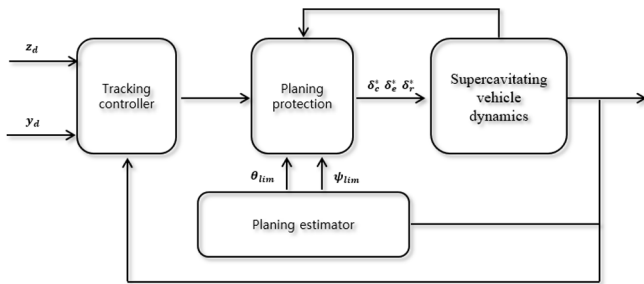 z_d
y_d
Tracking
controller
Planing
protection
δ_c^* δ_e^* δ_r^*
Supercavitating
vehicle
dynamics
θ_lim
ψ_lim
Planing estimator